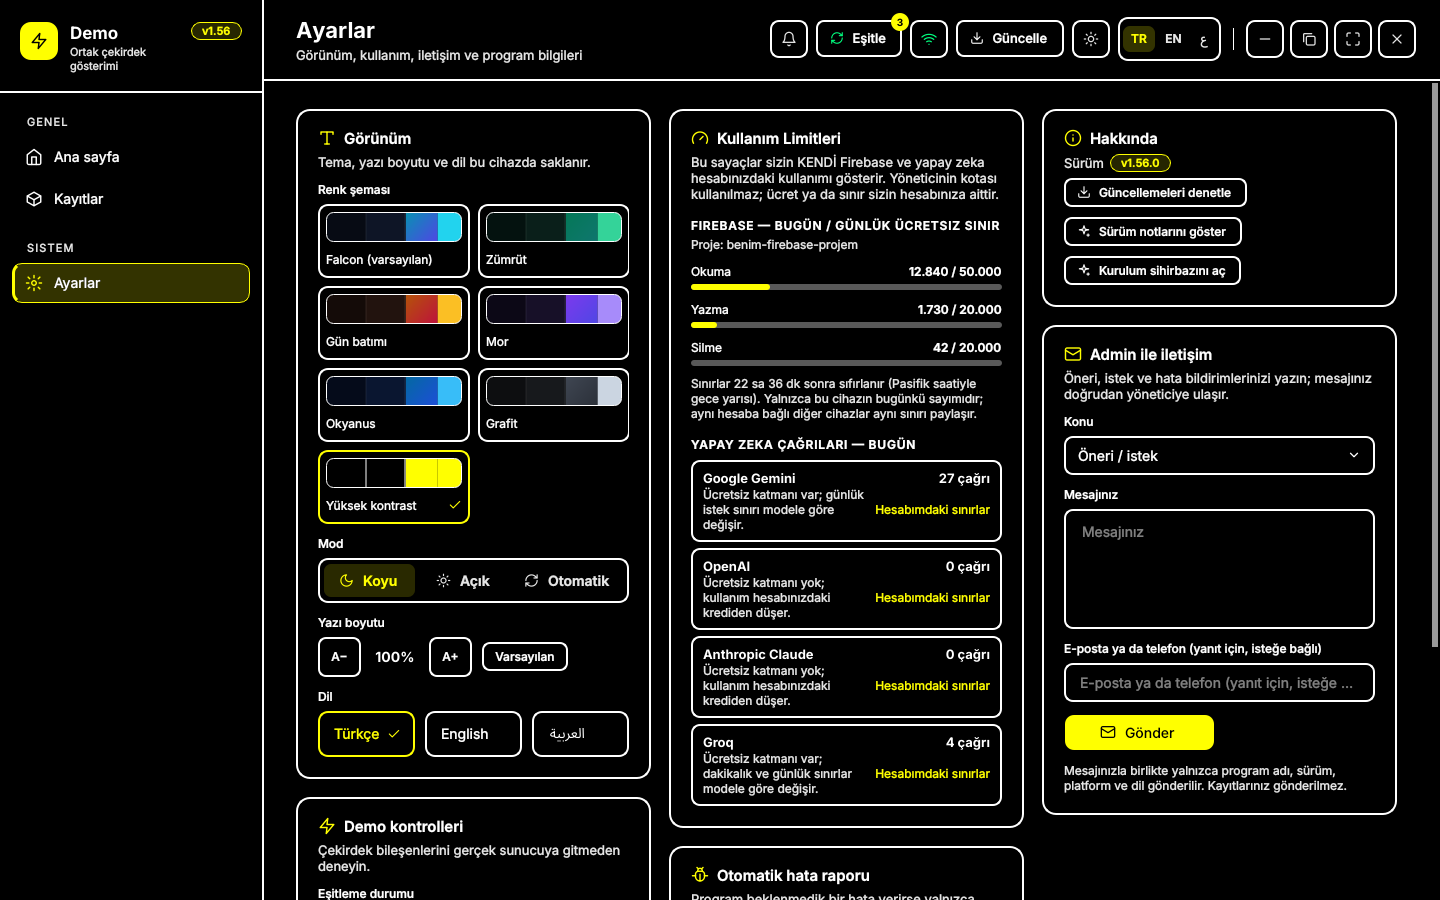 Demo
v1.56
Ortak çekirdek
gösterimi
GENEL
Ana sayfa
Kayıtlar
SISTEM
Ayarlar
Ayarlar
Görünüm, kullanım, iletişim ve program bilgileri
Eşitle
3
Güncelle
TR
EN
ع
Görünüm
Tema, yazı boyutu ve dil bu cihazda saklanır.
Renk şeması
Falcon (varsayılan)
Zümrüt
Gün batımı
Mor
Okyanus
Grafit
Yüksek kontrast
Mod
Koyu
Açık
Otomatik
Yazı boyutu
A−
100%
A+
Varsayılan
Dil
Türkçe
English
العربية
Demo kontrolleri
Çekirdek bileşenlerini gerçek sunucuya gitmeden
deneyin.
Eşitleme durumu
Kullanım Limitleri
Bu sayaçlar sizin KENDİ Firebase ve yapay zeka
hesabınızdaki kullanımı gösterir. Yöneticinin kotası
kullanılmaz; ücret ya da sınır sizin hesabınıza aittir.
FIREBASE — BUGÜN / GÜNLÜK ÜCRETSIZ SINIR
Proje: benim-firebase-projem
Okuma
12.840 / 50.000
Yazma
1.730 / 20.000
Silme
42 / 20.000
Sınırlar 22 sa 36 dk sonra sıfırlanır (Pasifik saatiyle
gece yarısı). Yalnızca bu cihazın bugünkü sayımıdır;
aynı hesaba bağlı diğer cihazlar aynı sınırı paylaşır.
YAPAY ZEKA ÇAĞRILARI — BUGÜN
Google Gemini
27 çağrı
Ücretsiz katmanı var; günlük
istek sınırı modele göre
değişir.
Hesabımdaki sınırlar
OpenAI
0 çağrı
Ücretsiz katmanı yok;
kullanım hesabınızdaki
krediden düşer.
Hesabımdaki sınırlar
Anthropic Claude
0 çağrı
Ücretsiz katmanı yok;
kullanım hesabınızdaki
krediden düşer.
Hesabımdaki sınırlar
Groq
4 çağrı
Ücretsiz katmanı var;
dakikalık ve günlük sınırlar
modele göre değişir.
Hesabımdaki sınırlar
Otomatik hata raporu
Program beklenmedik bir hata verirse yalnızca
Hakkında
Sürüm
v1.56.0
Güncellemeleri denetle
Sürüm notlarını göster
Kurulum sihirbazını aç
Admin ile iletişim
Öneri, istek ve hata bildirimlerinizi yazın; mesajınız
doğrudan yöneticiye ulaşır.
Konu
Öneri / istek
Mesajınız
Mesajınız
E-posta ya da telefon (yanıt için, isteğe bağlı)
E-posta ya da telefon (yanıt için, isteğe ...
Gönder
Mesajınızla birlikte yalnızca program adı, sürüm,
platform ve dil gönderilir. Kayıtlarınız gönderilmez.